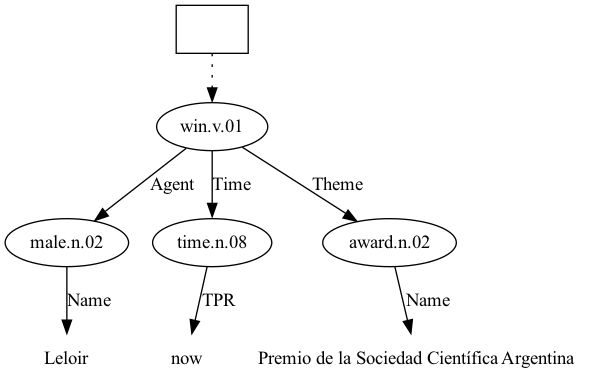 win.v.01
Agent Time Theme
male.n.02 time.n.08 award.n.02
Name TPR Name
Leloir now Premio de la Sociedad Científica Argentina